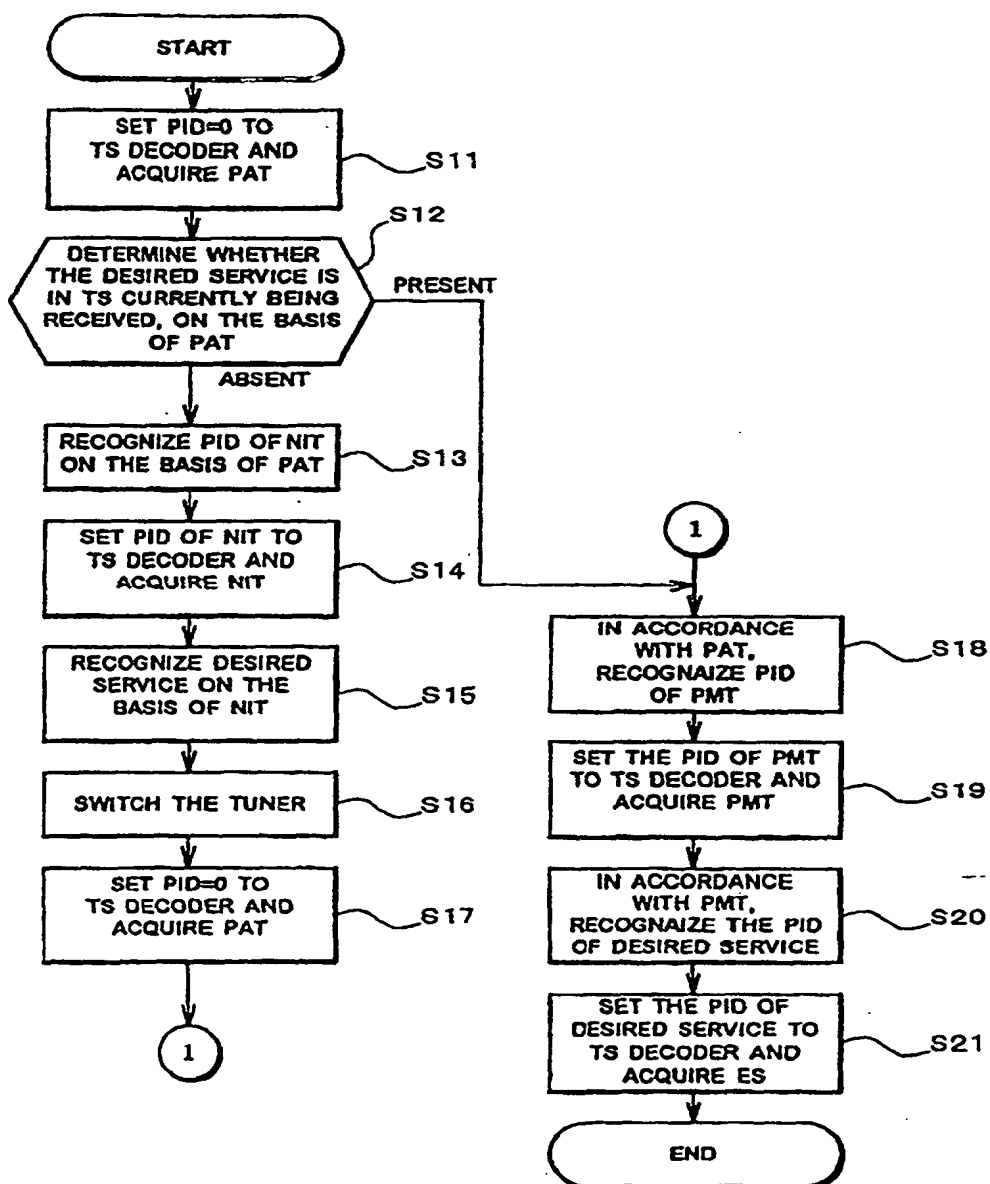 START
SET PID=0 TO
TS DECODER AND
ACQUIRE PAT
S11
S12
DETERMINE WHETHER
THE DESIRED SERVICE IS
IN TS CURRENTLY BEING
RECEIVED, ON THE BASIS
OF PAT
PRESENT
ABSENT
RECOGNIZE PID OF NIT
ON THE BASIS OF PAT
S13
SET PID OF NIT TO
TS DECODER AND
ACQUIRE NIT
S14
RECOGNIZE DESIRED
SERVICE ON THE
BASIS OF NIT
S15
SWITCH THE TUNER
S16
SET PID=0 TO
TS DECODER AND
ACQUIRE PAT
S17
1
1
IN ACCORDANCE
WITH PAT,
RECOGNAIZE PID
OF PMT
S18
SET THE PID OF PMT
TO TS DECODER AND
ACQUIRE PMT
S19
IN ACCORDANCE
WITH PMT,
RECOGNAIZE THE PID
OF DESIRED SERVICE
S20
SET THE PID OF
DESIRED SERVICE TO
TS DECODER AND
ACQUIRE ES
S21
END